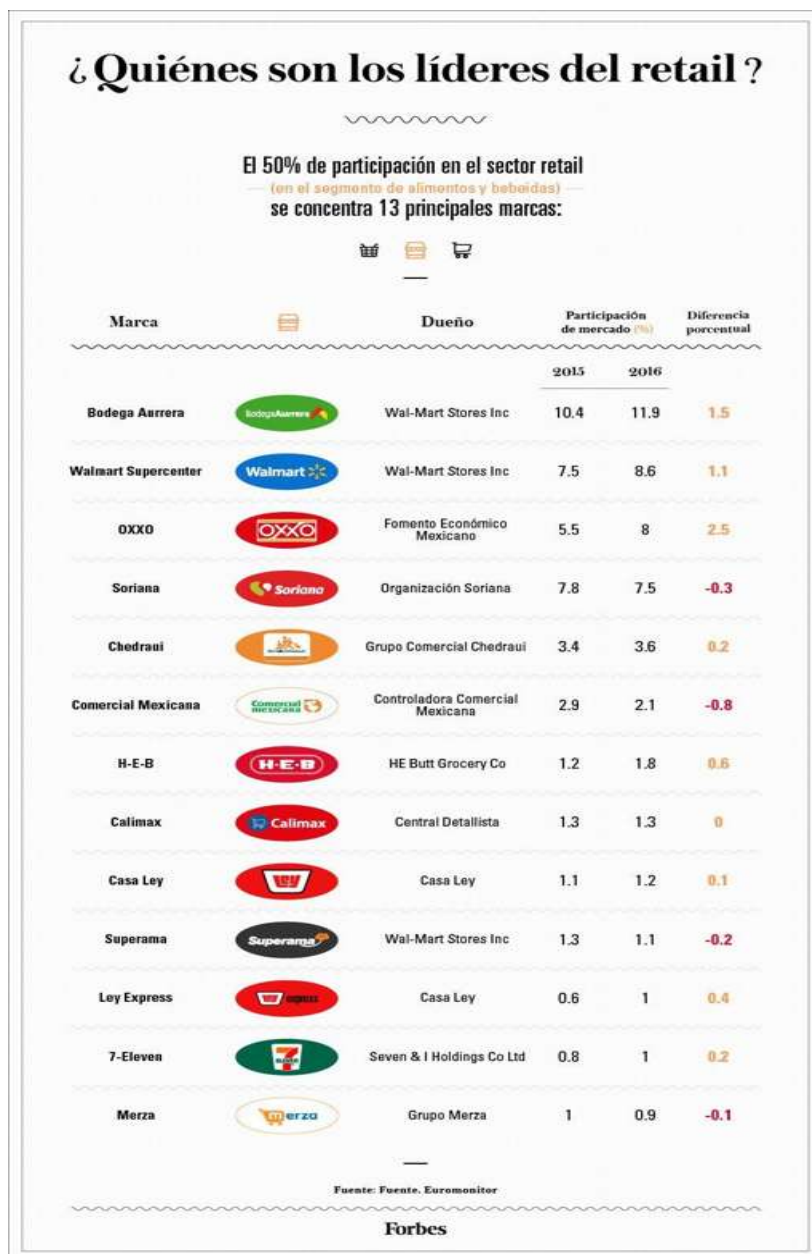 ¿Quiénes son los líderes del retail?
El 50% de participación en el sector retail
(en el segmento de alimentos y bebeidas)
se concentra 13 principales marcas:
Marca Dueño Participación de mercado (%) Diferencia porcentual
2015 2016
Bodega Aurrera BodegaAurrera Wal-Mart Stores Inc 10.4 11.9 1.5
Walmart Supercenter Walmart Wal-Mart Stores Inc 7.5 8.6 1.1
OXXO OXXO Fomento Económico Mexicano 5.5 8 2.5
Soriana Soriana Organización Soriana 7.8 7.5 -0.3
Chedraui Grupo Comercial Chedraui 3.4 3.6 0.2
Comercial Mexicana Comercial mexicana Controladora Comercial Mexicana 2.9 2.1 -0.8
H-E-B H-E-B HE Butt Grocery Co 1.2 1.8 0.6
Calimax Calimax Central Detallista 1.3 1.3 0
Casa Ley Ley Casa Ley 1.1 1.2 0.1
Superama Superama Wal-Mart Stores Inc 1.3 1.1 -0.2
Ley Express Ley express Casa Ley 0.6 1 0.4
7-Eleven 7 ELEVEN Seven & I Holdings Co Ltd 0.8 1 0.2
Merza merza Grupo Merza 1 0.9 -0.1
Fuente: Fuente. Euromonitor
Forbes